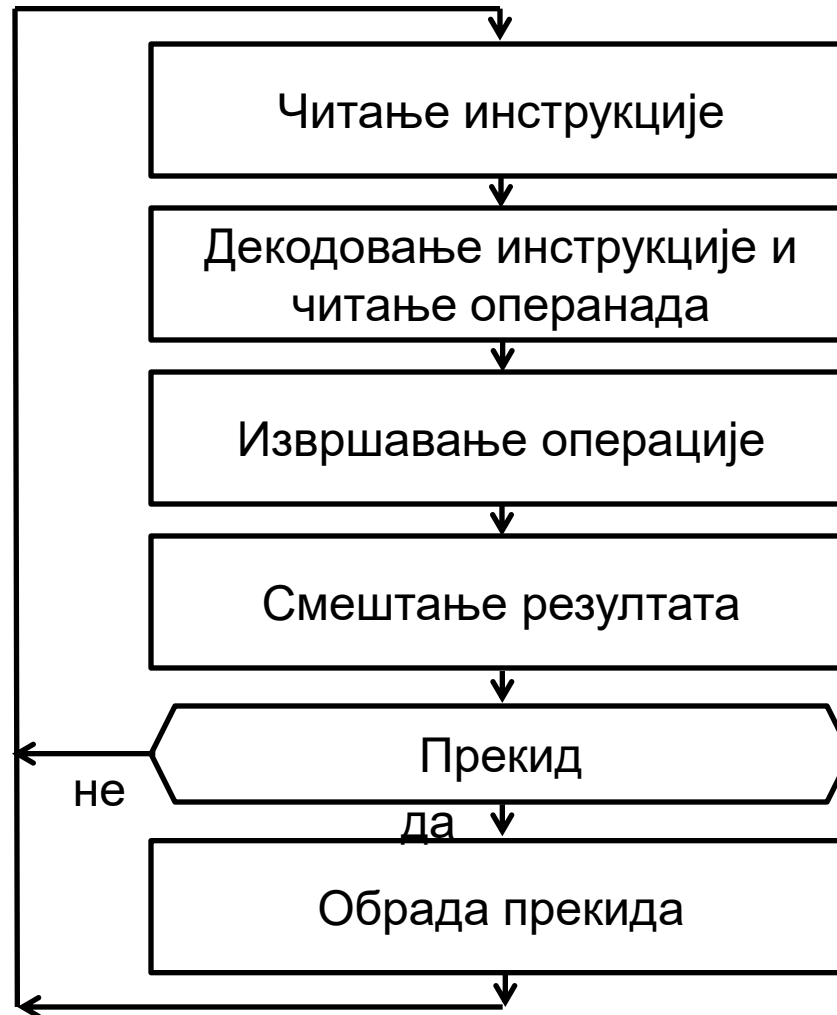 Читање инструкције
Декодовање инструкције и
читање операнада
Извршавање операције
Смештање резултата
Прекид
не
да
Обрада прекида